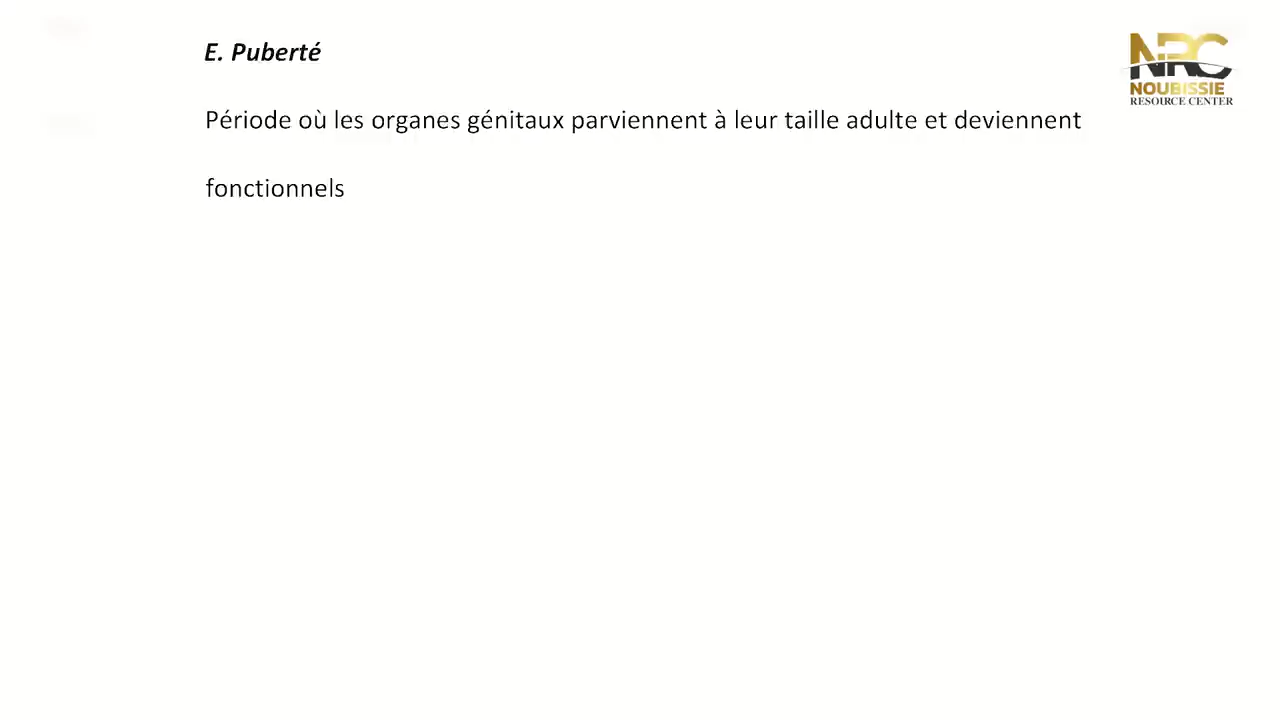 E. Puberté
NRC
NOUBISSIE
RESOURCE CENTER
Période où les organes génitaux parviennent à leur taille adulte et deviennent
fonctionnels